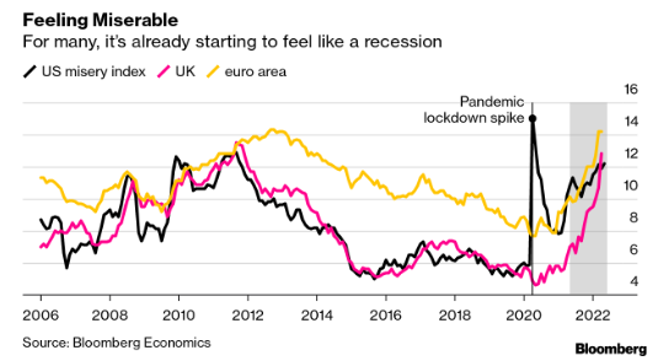 Feeling Miserable
For many, it's already starting to feel like a recession
US misery index UK euro area
16
Pandemic
lockdown spike
14
12
10
8
6
4
2006 2008 2010 2012 2014 2016 2018 2020 2022
Source: Bloomberg Economics
Bloomberg